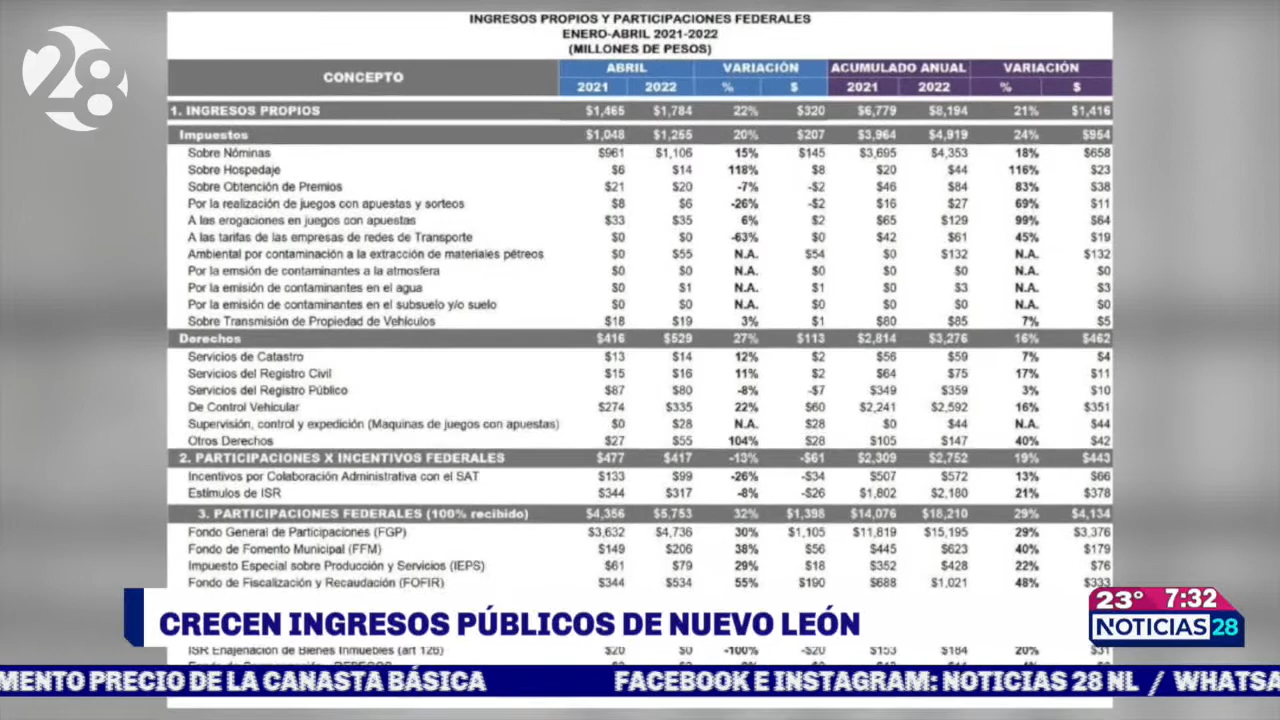 28
INGRESOS PROPIOS Y PARTICIPACIONES FEDERALES
ENERO-ABRIL 2021-2022
(MILLONES DE PESOS)
CONCEPTO ABRIL VARIACIÓN ACUMULADO ANUAL VARIACIÓN
2021 2022 % $ 2021 2022 % $
1. INGRESOS PROPIOS $1,465 $1,784 22% $320 $6,779 $8,194 21% $1,416
Impuestos $1,048 $1,255 20% $207 $3,964 $4,919 24% $954
Sobre Nóminas $961 $1,106 15% $145 $3,695 $4,353 18% $658
Sobre Hospedaje $6 $14 118% $8 $20 $44 116% $23
Sobre Obtención de Premios $21 $20 -7% -$2 $46 $84 83% $38
Por la realización de juegos con apuestas y sorteos $8 $6 -26% -$2 $16 $27 69% $11
A las erogaciones en juegos con apuestas $33 $35 6% $2 $65 $129 99% $64
A las tarifas de las empresas de redes de Transporte $0 $0 -63% $0 $42 $61 45% $19
Ambiental por contaminación a la extracción de materiales pétreos $0 $55 N.A. $54 $0 $132 N.A. $132
Por la emsión de contaminantes a la atmosfera $0 $0 N.A. $0 $0 $0 N.A. $0
Por la emisión de contaminantes en el agua $0 $1 N.A. $1 $0 $3 N.A. $3
Por la emisión de contaminantes en el subsuelo y/o suelo $0 $0 N.A. $0 $0 $0 N.A. $0
Sobre Transmisión de Propiedad de Vehículos $18 $19 3% $1 $80 $85 7% $5
Derechos $416 $529 27% $113 $2,814 $3,276 16% $462
Servicios de Catastro $13 $14 12% $2 $56 $59 7% $4
Servicios del Registro Civil $15 $16 11% $2 $64 $75 17% $11
Servicios del Registro Público $87 $80 -8% -$7 $349 $359 3% $10
De Control Vehicular $274 $335 22% $60 $2,241 $2,592 16% $351
Supervisión, control y expedición (Maquinas de juegos con apuestas) $0 $28 N.A. $28 $0 $44 N.A. $44
Otros Derechos $27 $55 104% $28 $105 $147 40% $42
2. PARTICIPACIONES X INCENTIVOS FEDERALES $477 $417 -13% -$61 $2,309 $2,752 19% $443
Incentivos por Colaboración Administrativa con el SAT $133 $99 -26% -$34 $507 $572 13% $66
Estímulos de ISR $344 $317 -8% -$26 $1,802 $2,180 21% $378
3. PARTICIPACIONES FEDERALES (100% recibido) $4,356 $5,753 32% $1,398 $14,076 $18,210 29% $4,134
Fondo General de Participaciones (FGP) $3,632 $4,736 30% $1,105 $11,819 $15,195 29% $3,376
Fondo de Fomento Municipal (FFM) $149 $206 38% $56 $445 $623 40% $179
Impuesto Especial sobre Producción y Servicios (IEPS) $61 $79 29% $18 $352 $428 22% $76
Fondo de Fiscalización y Recaudación (FOFIR) $344 $534 55% $190 $688 $1,021 48% $333
CRECEN INGRESOS PÚBLICOS DE NUEVO LEÓN
23° 7:32
NOTICIAS 28
ISR Enajenación de Bienes Inmuebles (art 126) $20 $0 -100% -$20 $153 $184 20% $31
MENTO PRECIO DE LA CANASTA BÁSICA FACEBOOK E INSTAGRAM: NOTICIAS 28 NL / WHATSA